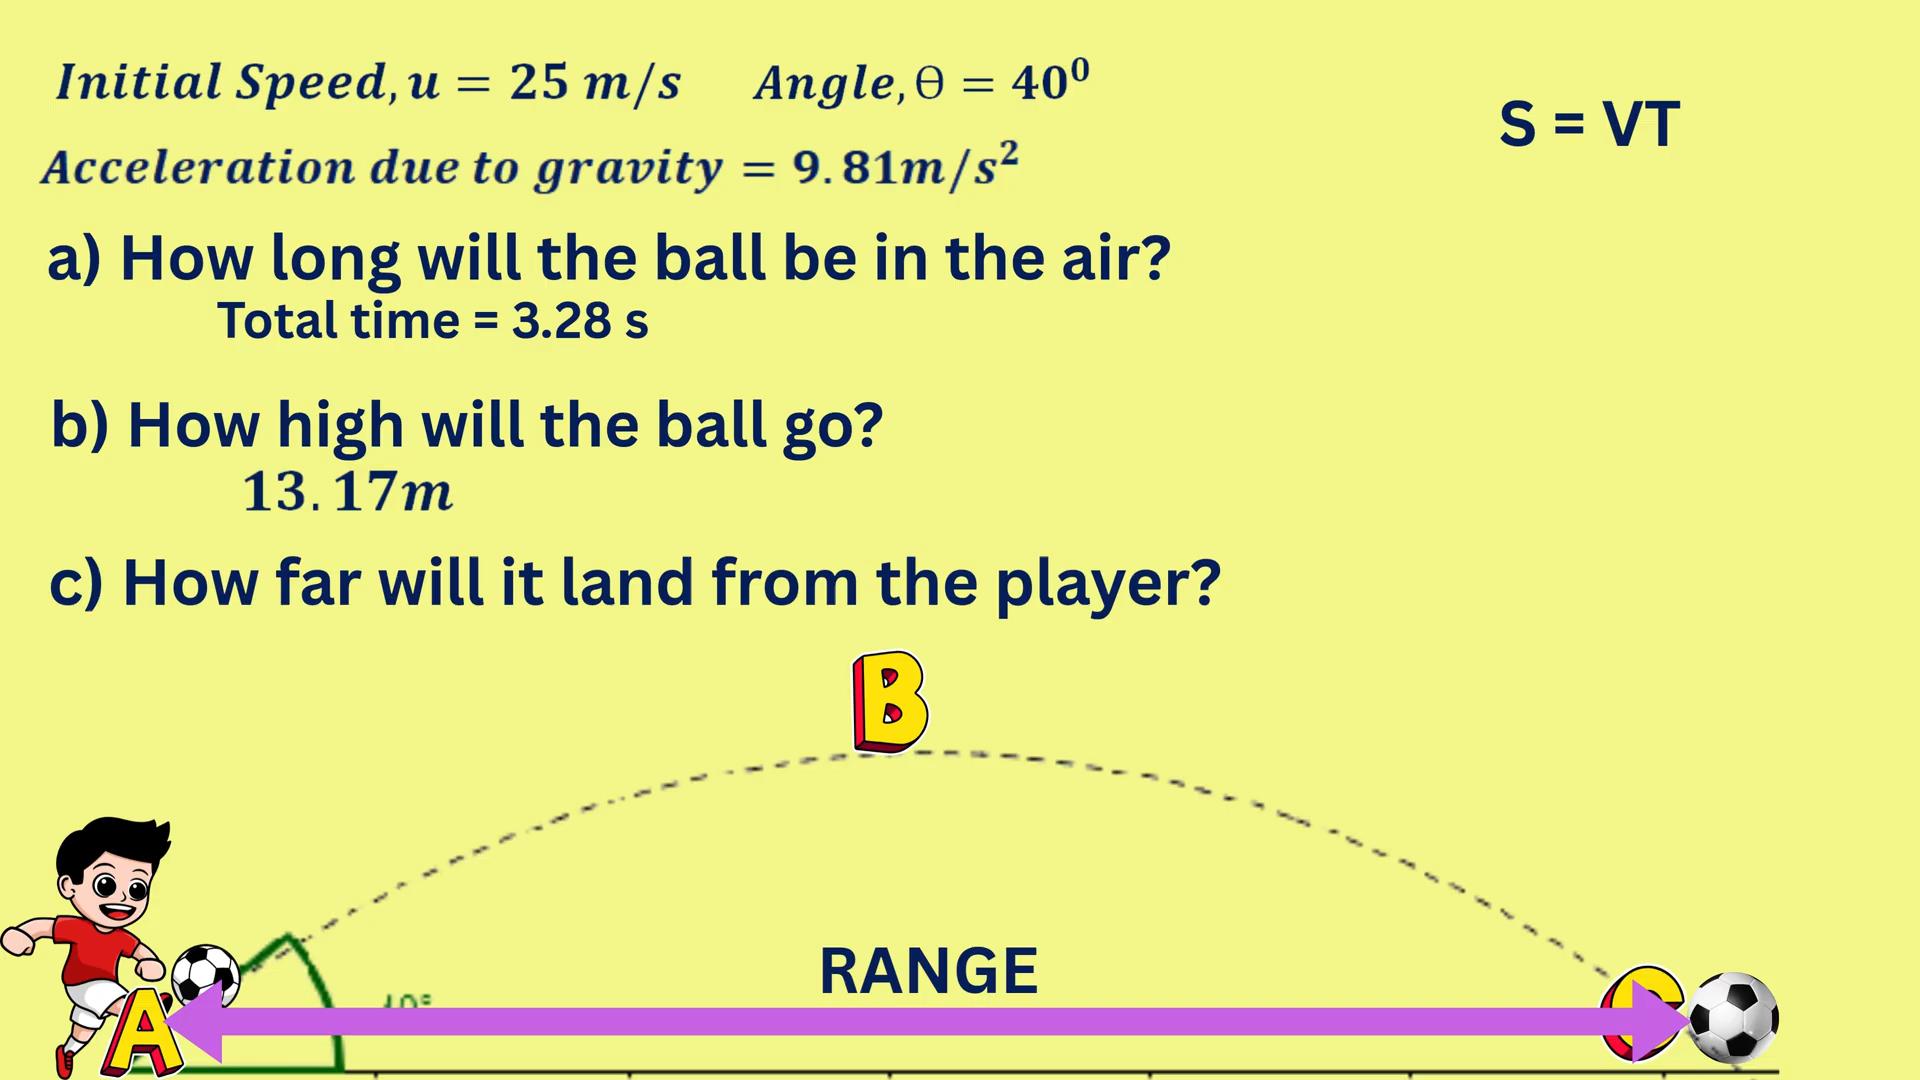 Initial Speed, u = 25 m/s Angle, Ө = 40⁰
S = VT
Acceleration due to gravity = 9.81m/s²
a) How long will the ball be in the air?
Total time = 3.28 s
b) How high will the ball go?
13.17m
c) How far will it land from the player?
B
RANGE
A
C